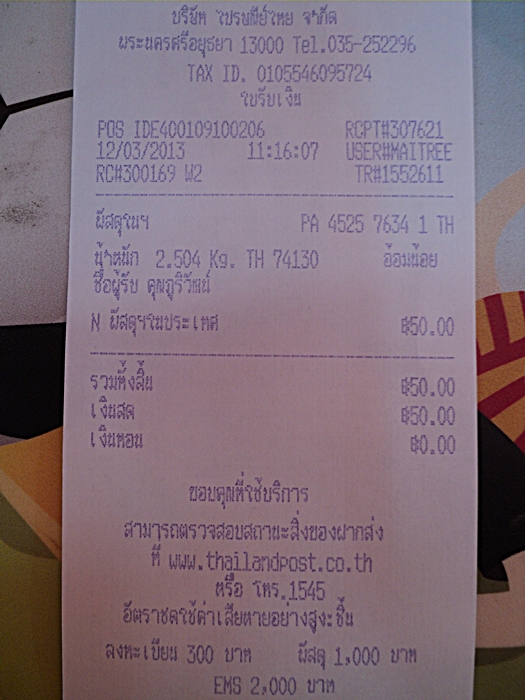 บริษัท ไปรษณีย์ไทย จำกัด
พระนครศรีอยุธยา 13000 Tel.035-252296
TAX ID. 0105546095724
ใบรับเงิน
POS IDE400109100206 RCPT#307621
12/03/2013 11:16:07 USER#MAITREE
RC#300169 W2 TR#1552611
พัสดุในฯ PA 4525 7634 1 TH
น้ำหนัก 2.504 Kg. TH 74130 อ้อมน้อย
ชื่อผู้รับ คุณภูริวัฒน์
N พัสดุฯในประเทศ ฿50.00
รวมทั้งสิ้น ฿50.00
เงินสด ฿50.00
เงินทอน ฿0.00
ขอบคุณที่ใช้บริการ
สามารถตรวจสอบสถานะสิ่งของฝากส่ง
ที่ www.thailandpost.co.th
หรือ โทร.1545
อัตราชดใช้ค่าเสียหายอย่างสูงะชิ้น
ลงทะเบียน 300 บาท พัสดุ 1,000 บาท
EMS 2,000 บาท